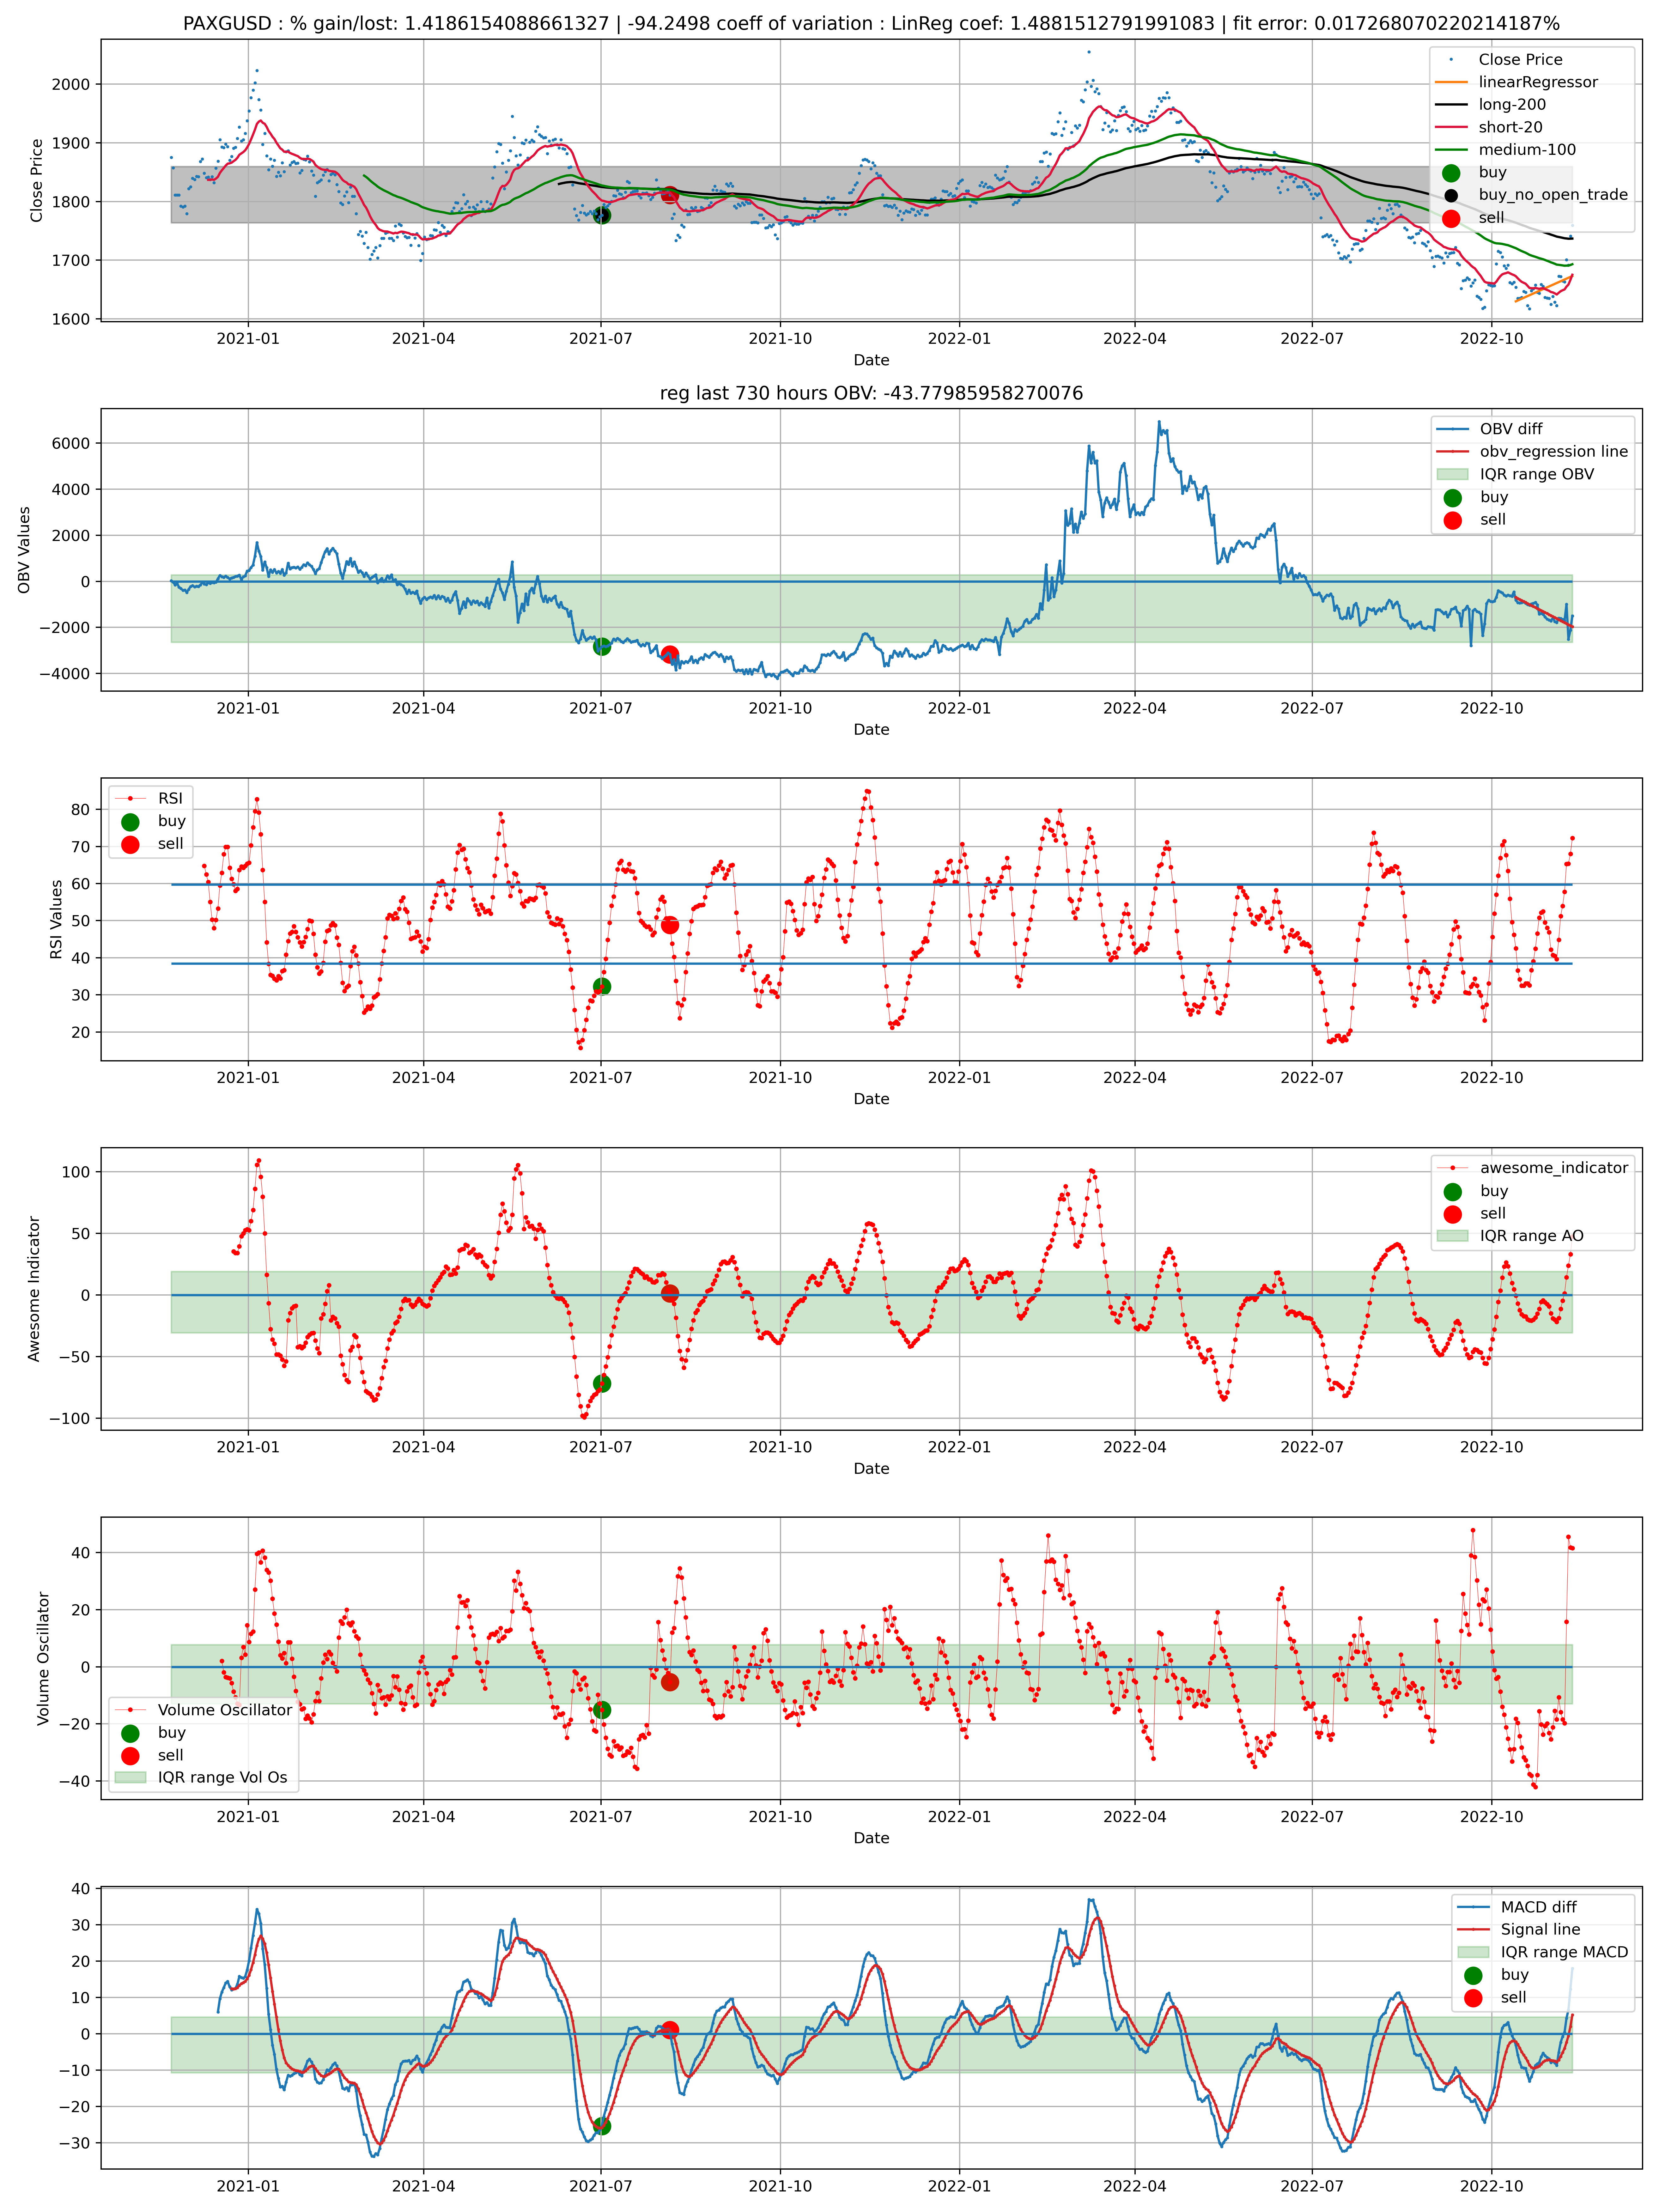 PAXGUSD : % gain/lost: 1.4186154088661327 | -94.2498 coeff of variation : LinReg coef: 1.4881512791991083 | fit error: 0.017268070220214187%
Close Price
2000
1900
1800
1700
1600
Close Price
linearRegressor
long-200
short-20
medium-100
buy
buy_no_open_trade
sell
2021-01 2021-04 2021-07 2021-10 2022-01 2022-04 2022-07 2022-10
Date
reg last 730 hours OBV: -43.77985958270076
OBV Values
6000
4000
2000
0
−2000
−4000
OBV diff
obv_regression line
IQR range OBV
buy
sell
2021-01 2021-04 2021-07 2021-10 2022-01 2022-04 2022-07 2022-10
Date
RSI Values
80
70
60
50
40
30
20
RSI
buy
sell
2021-01 2021-04 2021-07 2021-10 2022-01 2022-04 2022-07 2022-10
Date
Awesome Indicator
100
50
0
−50
−100
awesome_indicator
buy
sell
IQR range AO
2021-01 2021-04 2021-07 2021-10 2022-01 2022-04 2022-07 2022-10
Date
Volume Oscillator
40
20
0
−20
−40
Volume Oscillator
buy
sell
IQR range Vol Os
2021-01 2021-04 2021-07 2021-10 2022-01 2022-04 2022-07 2022-10
Date
40
30
20
10
0
−10
−20
−30
MACD diff
Signal line
IQR range MACD
buy
sell
2021-01 2021-04 2021-07 2021-10 2022-01 2022-04 2022-07 2022-10